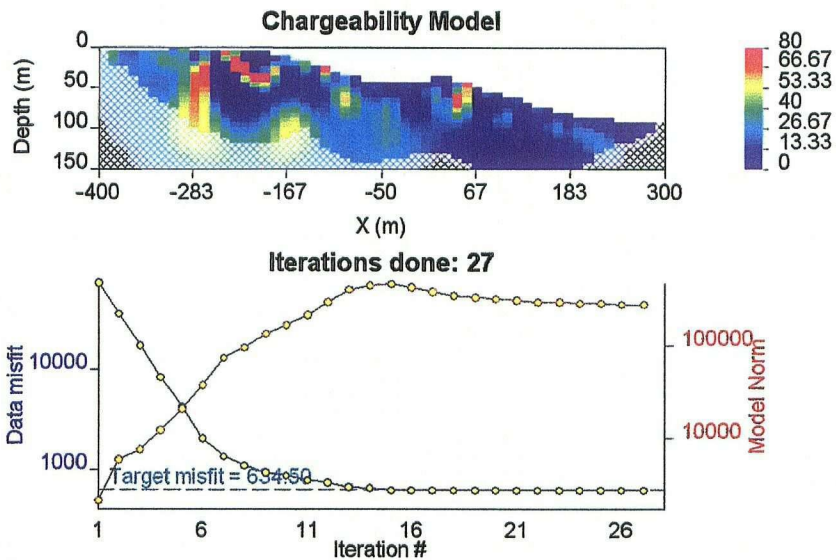 Chargeability Model
Depth (m)
0
50
100
150
-400 -283 -167 -50 67 183 300
X (m)
80
66.67
53.33
40
26.67
13.33
0
Iterations done: 27
Data misfit
10000
1000
Target misfit = 634.50
100000
10000
Model Norm
1 6 11 16 21 26
Iteration #